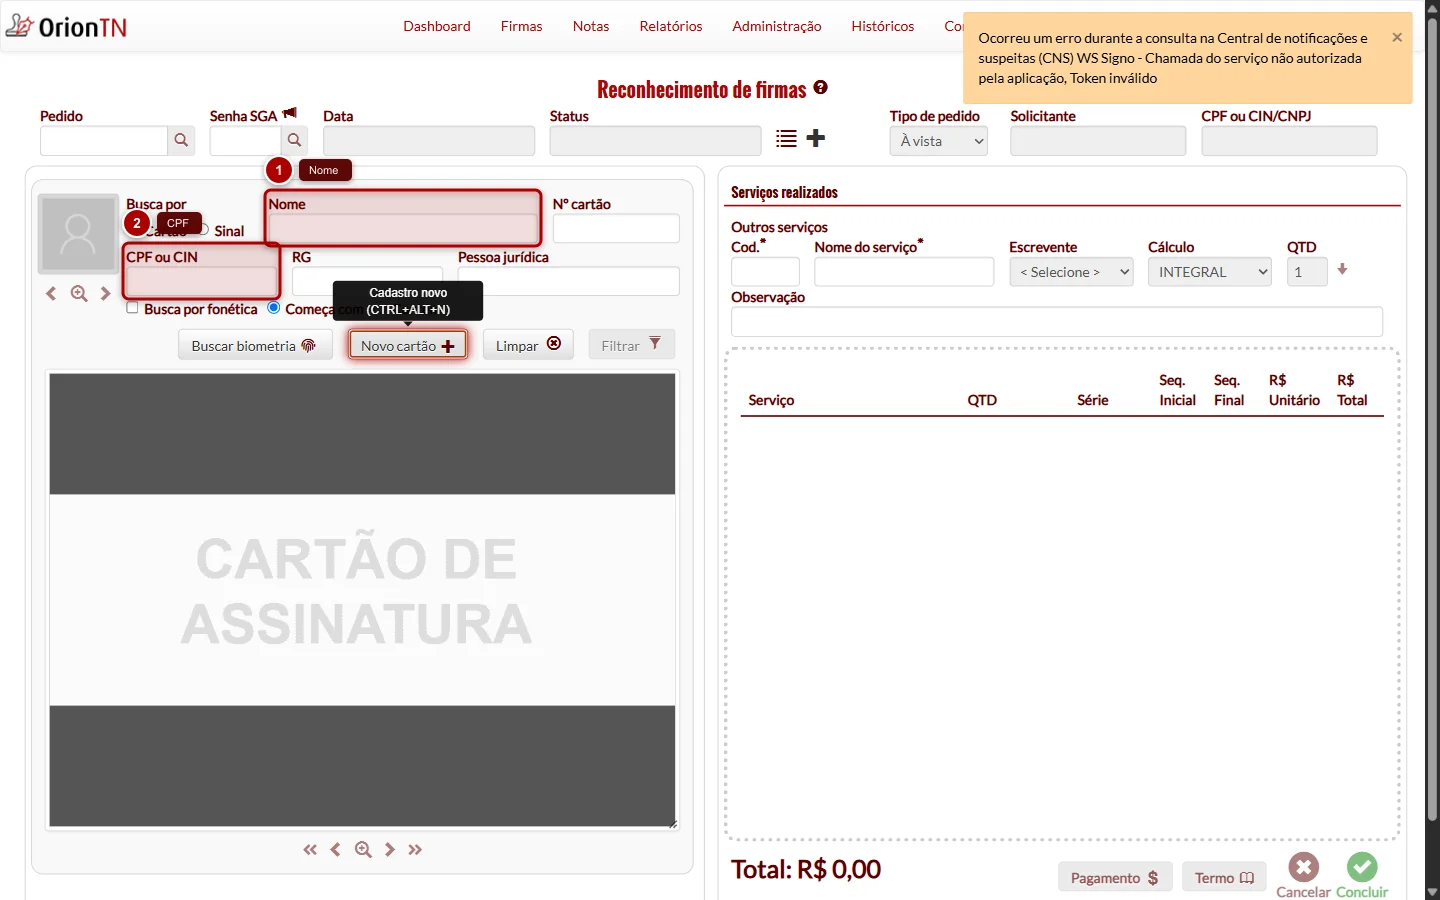 OrionTN
Dashboard Firmas Notas Relatórios Administração Históricos
Ocorreu um erro durante a consulta na Central de notificações e
suspeitas (CNS) WS Signo - Chamada do serviço não autorizada
pela aplicação, Token inválido
×
Reconhecimento de firmas
Pedido Senha SGA Data Status Tipo de pedido Solicitante CPF ou CIN/CNPJ
À vista
1 Nome
Busca por Nome Nº cartão
2 CPF
Sinal
CPF ou CIN RG Pessoa jurídica
Cadastro novo
(CTRL+ALT+N)
Busca por fonética Começa
Buscar biometria Novo cartão Limpar Filtrar
CARTÃO DE
ASSINATURA
Serviços realizados
Outros serviços
Cod.* Nome do serviço* Escrevente Cálculo QTD
< Selecione > INTEGRAL 1
Observação
Serviço QTD Série Seq. Inicial Seq. Final R$ Unitário R$ Total
Total: R$ 0,00
Pagamento $ Termo Cancelar Concluir